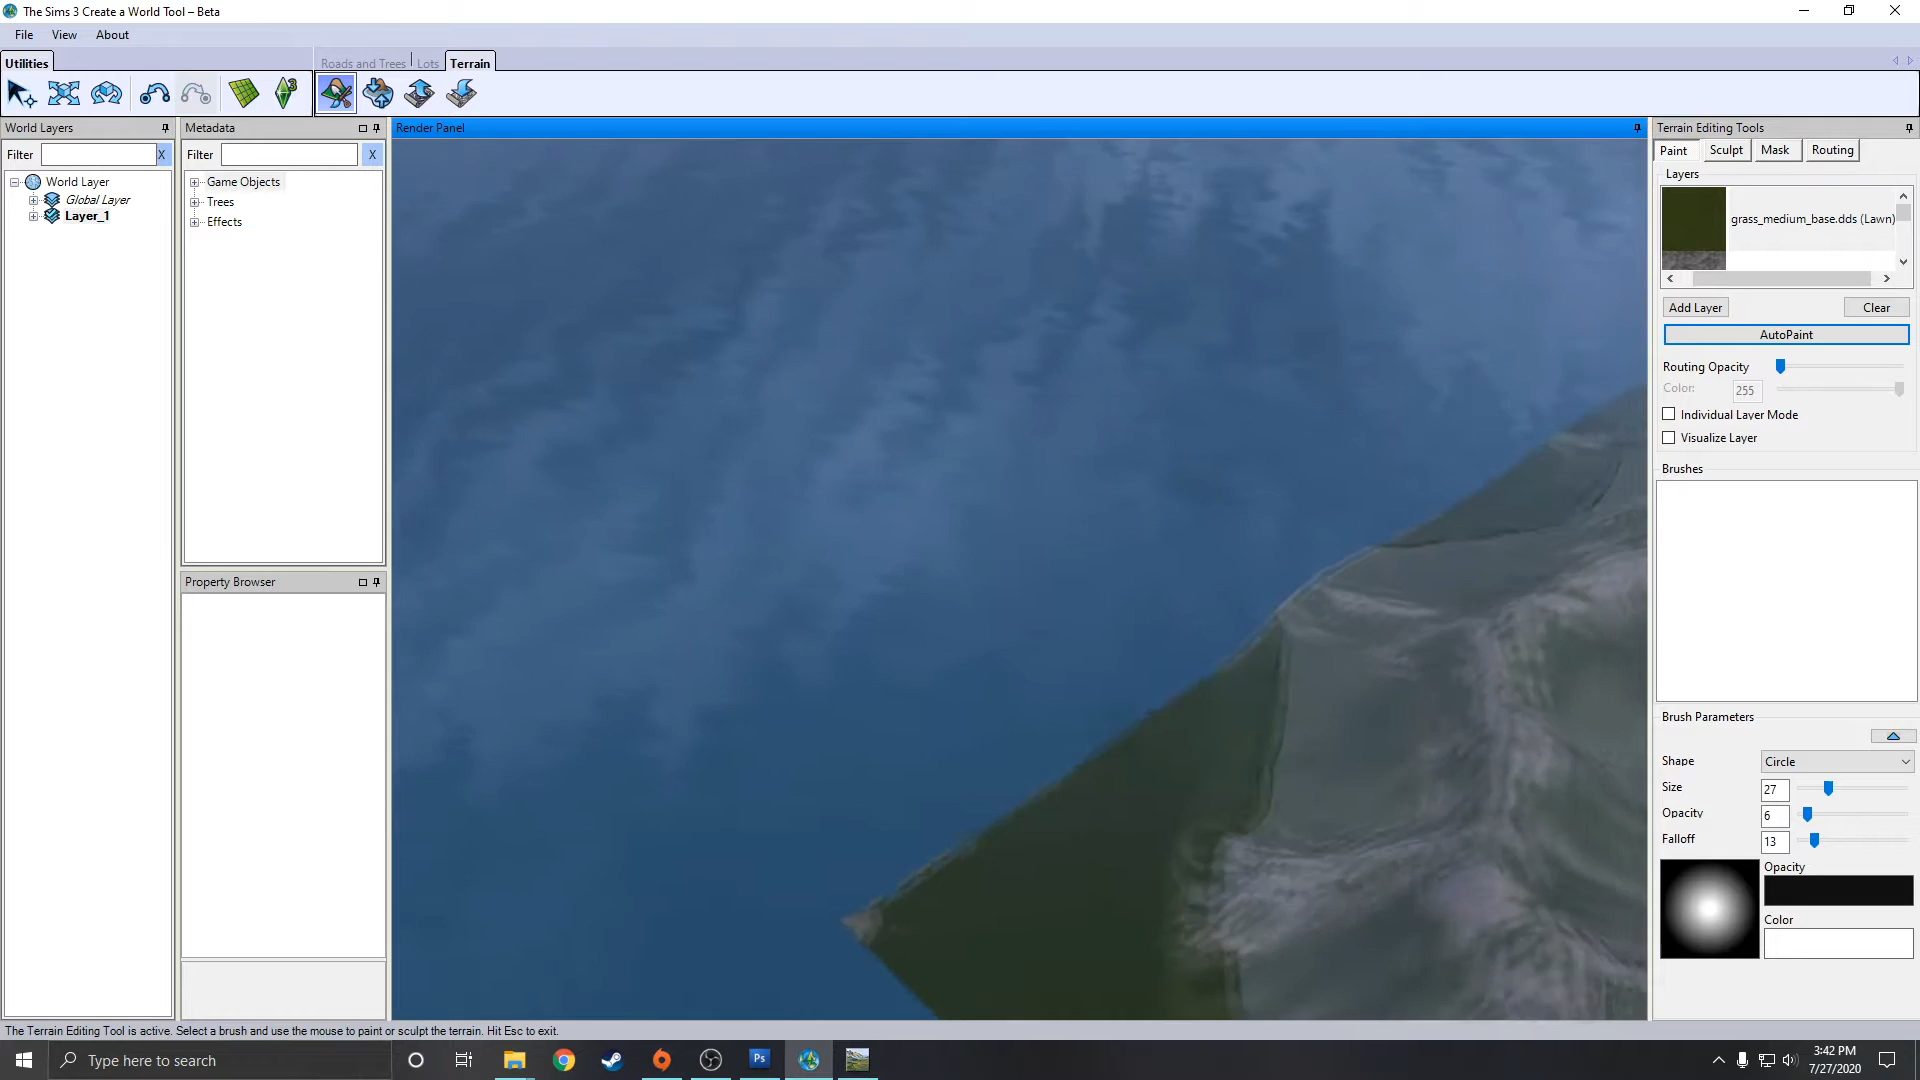 The Sims 3 Create a World Tool – Beta
File View About
Utilities Roads and Trees Lots Terrain
World Layers
Filter X
World Layer
Global Layer
Layer_1
Metadata
Filter X
Game Objects
Trees
Effects
Property Browser
Render Panel
Terrain Editing Tools
Paint Sculpt Mask Routing
Layers
grass_medium_base.dds (Lawn)
Add Layer Clear
AutoPaint
Routing Opacity
Color: 255
Individual Layer Mode
Visualize Layer
Brushes
Brush Parameters
Shape Circle
Size 27
Opacity 6
Falloff 13
Opacity
Color
The Terrain Editing Tool is active. Select a brush and use the mouse to paint or sculpt the terrain. Hit Esc to exit.
Type here to search
Ps
3:42 PM
7/27/2020